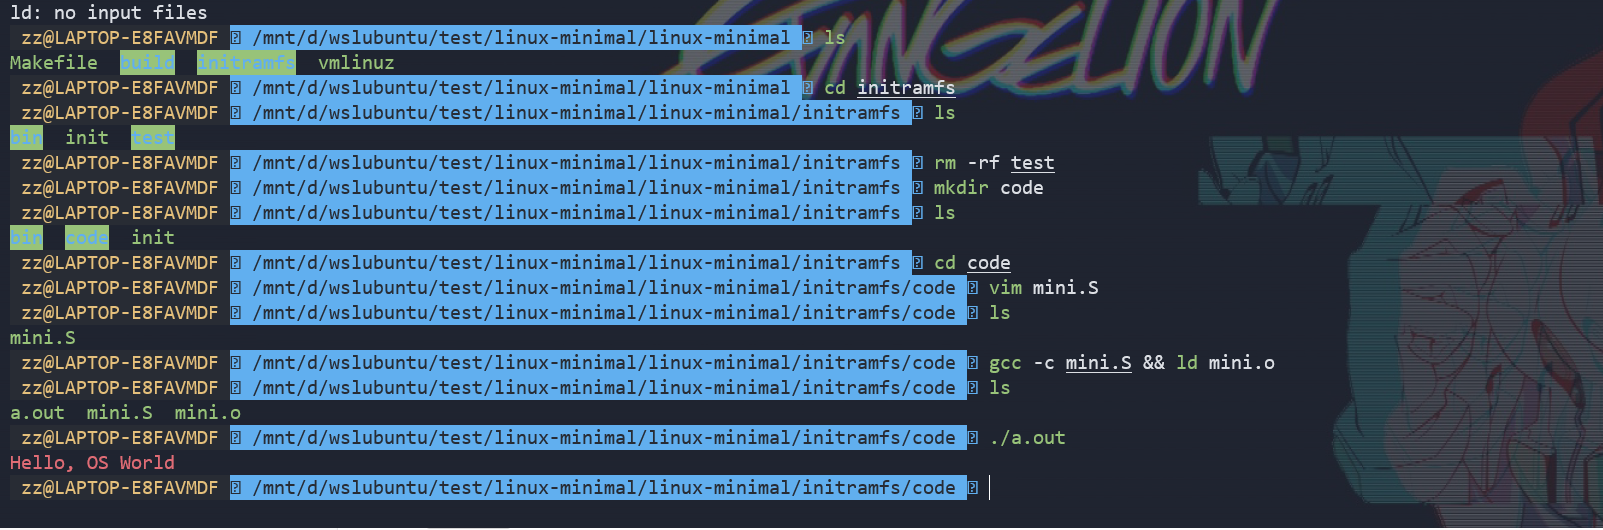 ld: no input files
zz@LAPTOP-E8FAVMDF /mnt/d/wslubuntu/test/linux-minimal/linux-minimal ls
Makefile build initramfs vmlinuz
zz@LAPTOP-E8FAVMDF /mnt/d/wslubuntu/test/linux-minimal/linux-minimal cd initramfs
zz@LAPTOP-E8FAVMDF /mnt/d/wslubuntu/test/linux-minimal/linux-minimal/initramfs ls
bin init test
zz@LAPTOP-E8FAVMDF /mnt/d/wslubuntu/test/linux-minimal/linux-minimal/initramfs rm -rf test
zz@LAPTOP-E8FAVMDF /mnt/d/wslubuntu/test/linux-minimal/linux-minimal/initramfs mkdir code
zz@LAPTOP-E8FAVMDF /mnt/d/wslubuntu/test/linux-minimal/linux-minimal/initramfs ls
bin code init
zz@LAPTOP-E8FAVMDF /mnt/d/wslubuntu/test/linux-minimal/linux-minimal/initramfs cd code
zz@LAPTOP-E8FAVMDF /mnt/d/wslubuntu/test/linux-minimal/linux-minimal/initramfs/code vim mini.S
zz@LAPTOP-E8FAVMDF /mnt/d/wslubuntu/test/linux-minimal/linux-minimal/initramfs/code ls
mini.S
zz@LAPTOP-E8FAVMDF /mnt/d/wslubuntu/test/linux-minimal/linux-minimal/initramfs/code gcc -c mini.S && ld mini.o
zz@LAPTOP-E8FAVMDF /mnt/d/wslubuntu/test/linux-minimal/linux-minimal/initramfs/code ls
a.out mini.S mini.o
zz@LAPTOP-E8FAVMDF /mnt/d/wslubuntu/test/linux-minimal/linux-minimal/initramfs/code ./a.out
Hello, OS World
zz@LAPTOP-E8FAVMDF /mnt/d/wslubuntu/test/linux-minimal/linux-minimal/initramfs/code